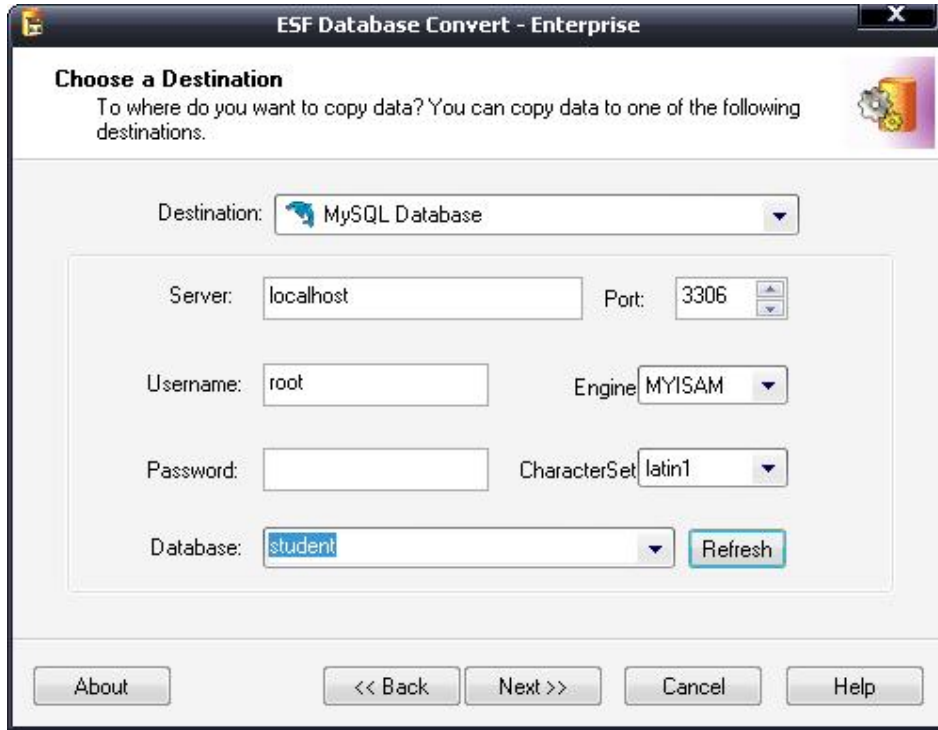 ESF Database Convert - Enterprise
X
Choose a Destination
To where do you want to copy data? You can copy data to one of the following
destinations.
Destination: MySQL Database
Server: localhost Port: 3306
Username: root Engine MYISAM
Password: CharacterSet latin1
Database: student Refresh
About << Back Next >> Cancel Help